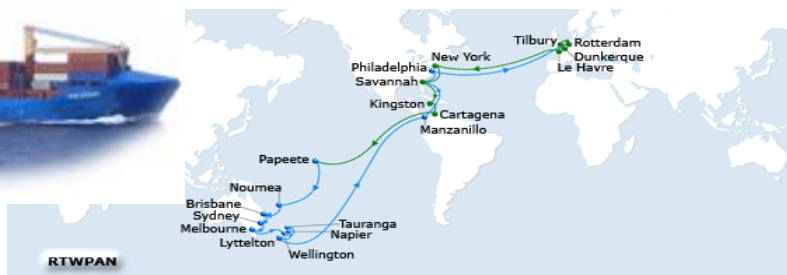 Tilbury
Rotterdam
New York
Dunkerque
Philadelphia
Le Havre
Savannah
Kingston
Cartagena
Manzanillo
Papeete
Noumea
Brisbane
Sydney
Tauranga
Melbourne
Napier
Lyttelton
Wellington
RTWPAN